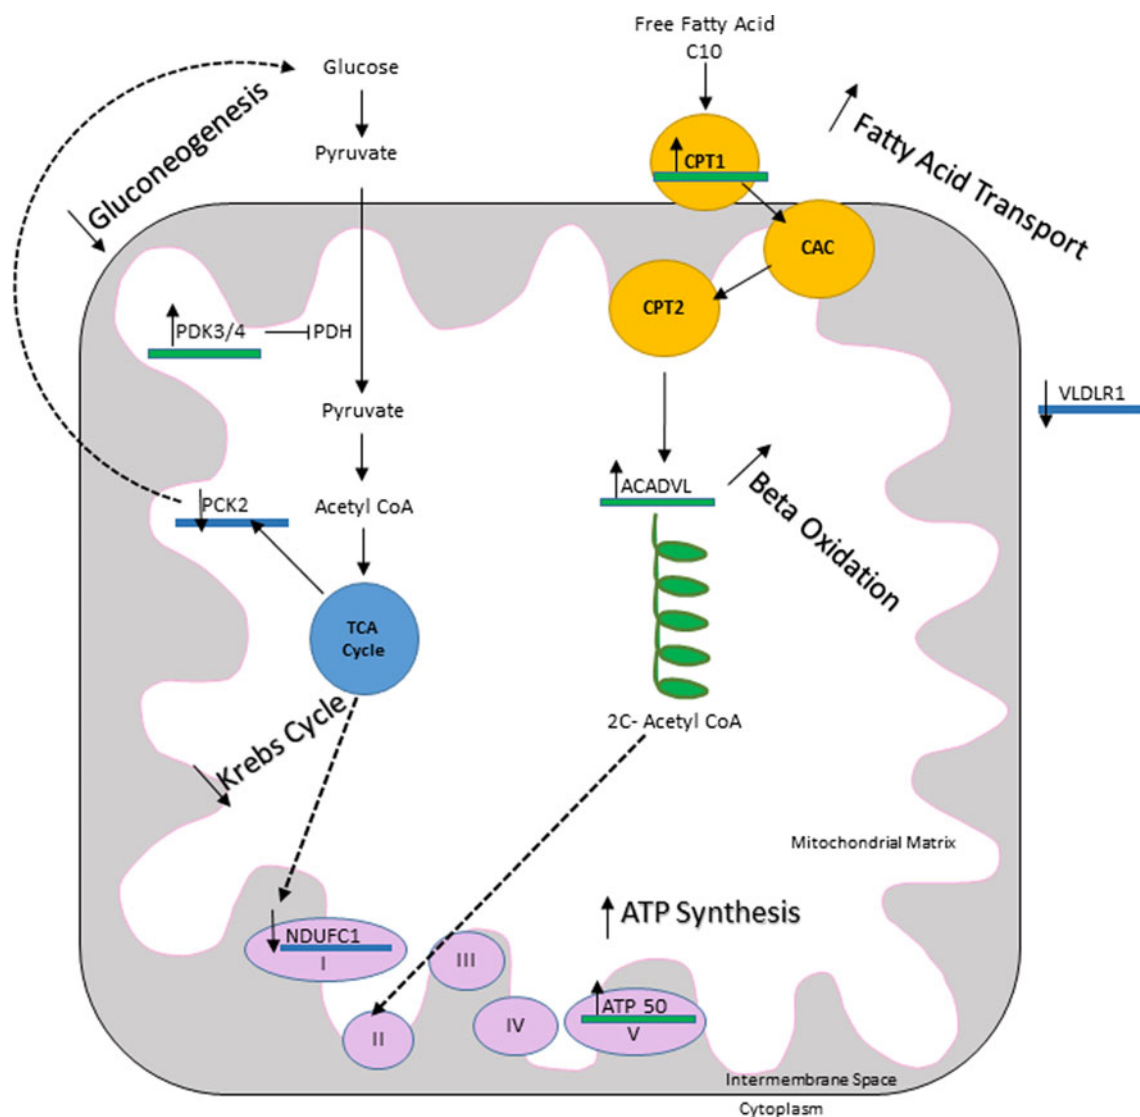 Free Fatty Acid
C10
Glucose
Gluconeogenesis
Pyruvate
CPT1
Fatty Acid Transport
CAC
CPT2
PDK3/4
PDH
Pyruvate
VLDLR1
ACADVL
Beta Oxidation
PCK2
Acetyl CoA
TCA
Cycle
2C- Acetyl CoA
Krebs Cycle
Mitochondrial Matrix
ATP Synthesis
NDUFC1
I
III
II
IV
ATP 50
V
Intermembrane Space
Cytoplasm